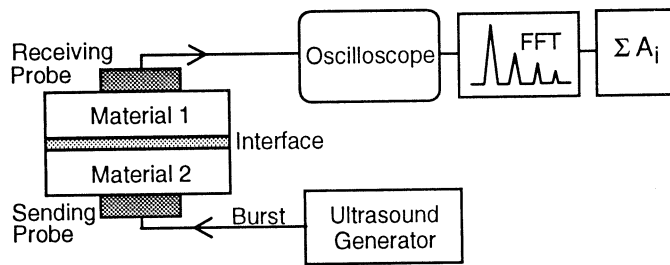 Receiving
Probe
Material 1
Interface
Material 2
Sending
Probe
Burst
Ultrasound
Generator
Oscilloscope
FFT
Σ Aᵢ